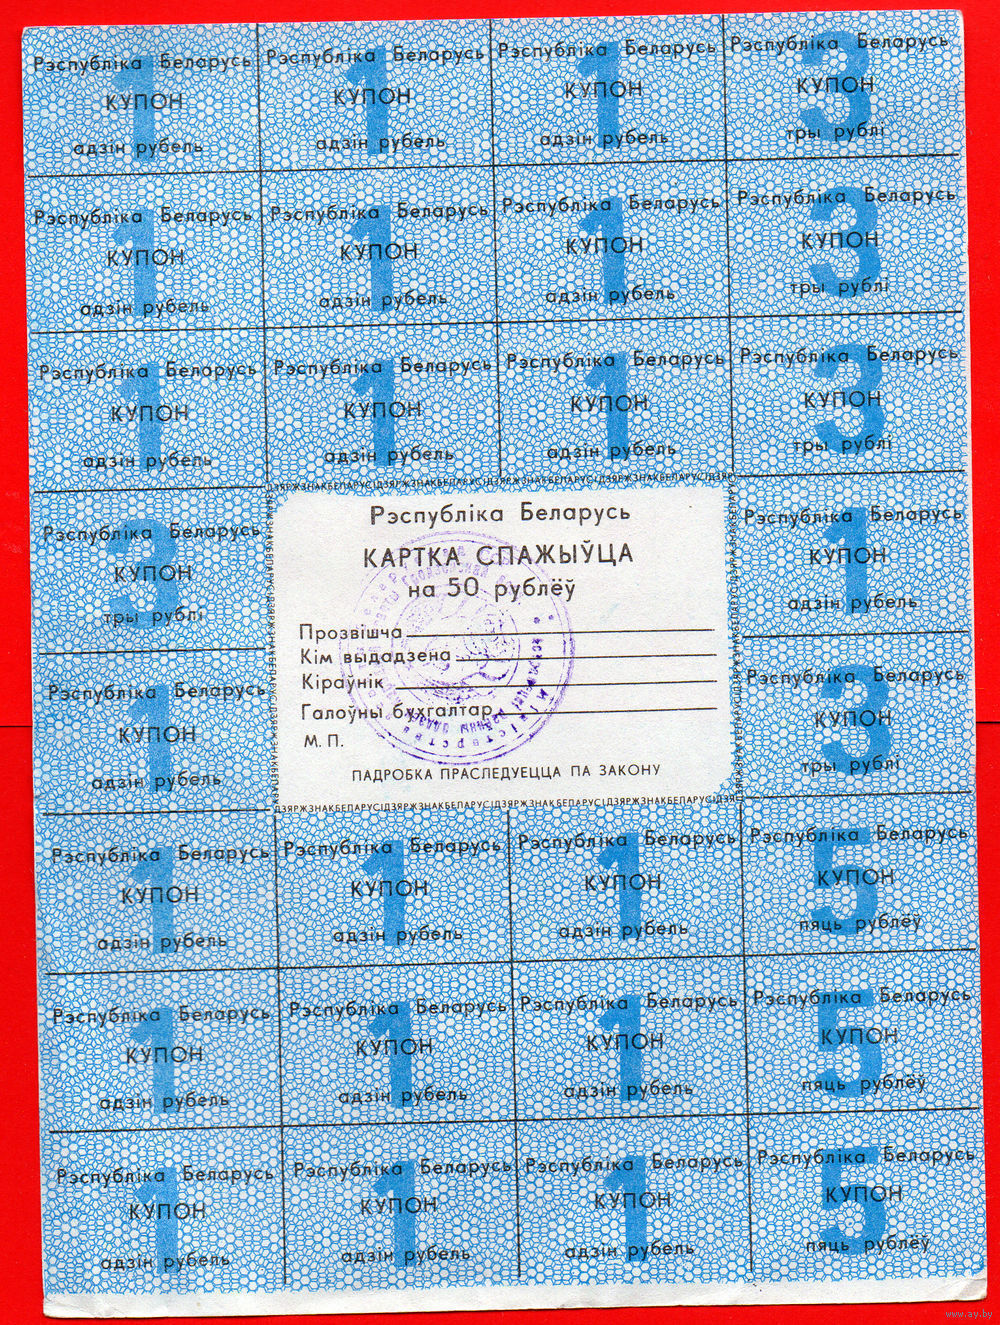 Рэспубліка Беларусь Рэспубліка Беларусь Рэспубліка Беларусь Рэспубліка Беларусь
КУПОН КУПОН КУПОН КУПОН
1 1 1 3
адзін рубель адзін рубель адзін рубель тры рублі
Рэспубліка Беларусь Рэспубліка Беларусь Рэспубліка Беларусь Рэспубліка Беларусь
КУПОН КУПОН КУПОН КУПОН
1 1 1 3
адзін рубель адзін рубель адзін рубель тры рублі
Рэспубліка Беларусь Рэспубліка Беларусь Рэспубліка Беларусь Рэспубліка Беларусь
КУПОН КУПОН КУПОН КУПОН
1 1 1 3
адзін рубель адзін рубель адзін рубель тры рублі
Рэспубліка Беларусь
КУПОН
3
тры рублі
Рэспубліка Беларусь
КУПОН
1
адзін рубель
ДЗЯРЖЗНАКБЕЛАРУСІДЗЯРЖЗНАКБЕЛАРУСІДЗЯРЖЗНАКБЕЛАРУСІДЗЯРЖ
Рэспубліка Беларусь
КАРТКА СПАЖЫЎЦА
на 50 рублёў
Прозвішча
Кім выдадзена
Кіраўнік
Галоўны бухгалтар
М. П.
ПАДРОБКА ПРАСЛЕДУЕЦЦА ПА ЗАКОНУ
ДЗЯРЖЗНАКБЕЛАРУСІДЗЯРЖЗНАКБЕЛАРУСІДЗЯРЖЗНАКБЕЛАРУСІДЗЯРЖ
Рэспубліка Беларусь
КУПОН
1
адзін рубель
Рэспубліка Беларусь
КУПОН
3
тры рублі
Рэспубліка Беларусь Рэспубліка Беларусь Рэспубліка Беларусь Рэспубліка Беларусь
КУПОН КУПОН КУПОН КУПОН
1 1 1 5
адзін рубель адзін рубель адзін рубель пяць рублёў
Рэспубліка Беларусь Рэспубліка Беларусь Рэспубліка Беларусь Рэспубліка Беларусь
КУПОН КУПОН КУПОН КУПОН
1 1 1 5
адзін рубель адзін рубель адзін рубель пяць рублёў
Рэспубліка Беларусь Рэспубліка Беларусь Рэспубліка Беларусь Рэспубліка Беларусь
КУПОН КУПОН КУПОН КУПОН
1 1 1 5
адзін рубель адзін рубель адзін рубель пяць рублёў
www.ay.by